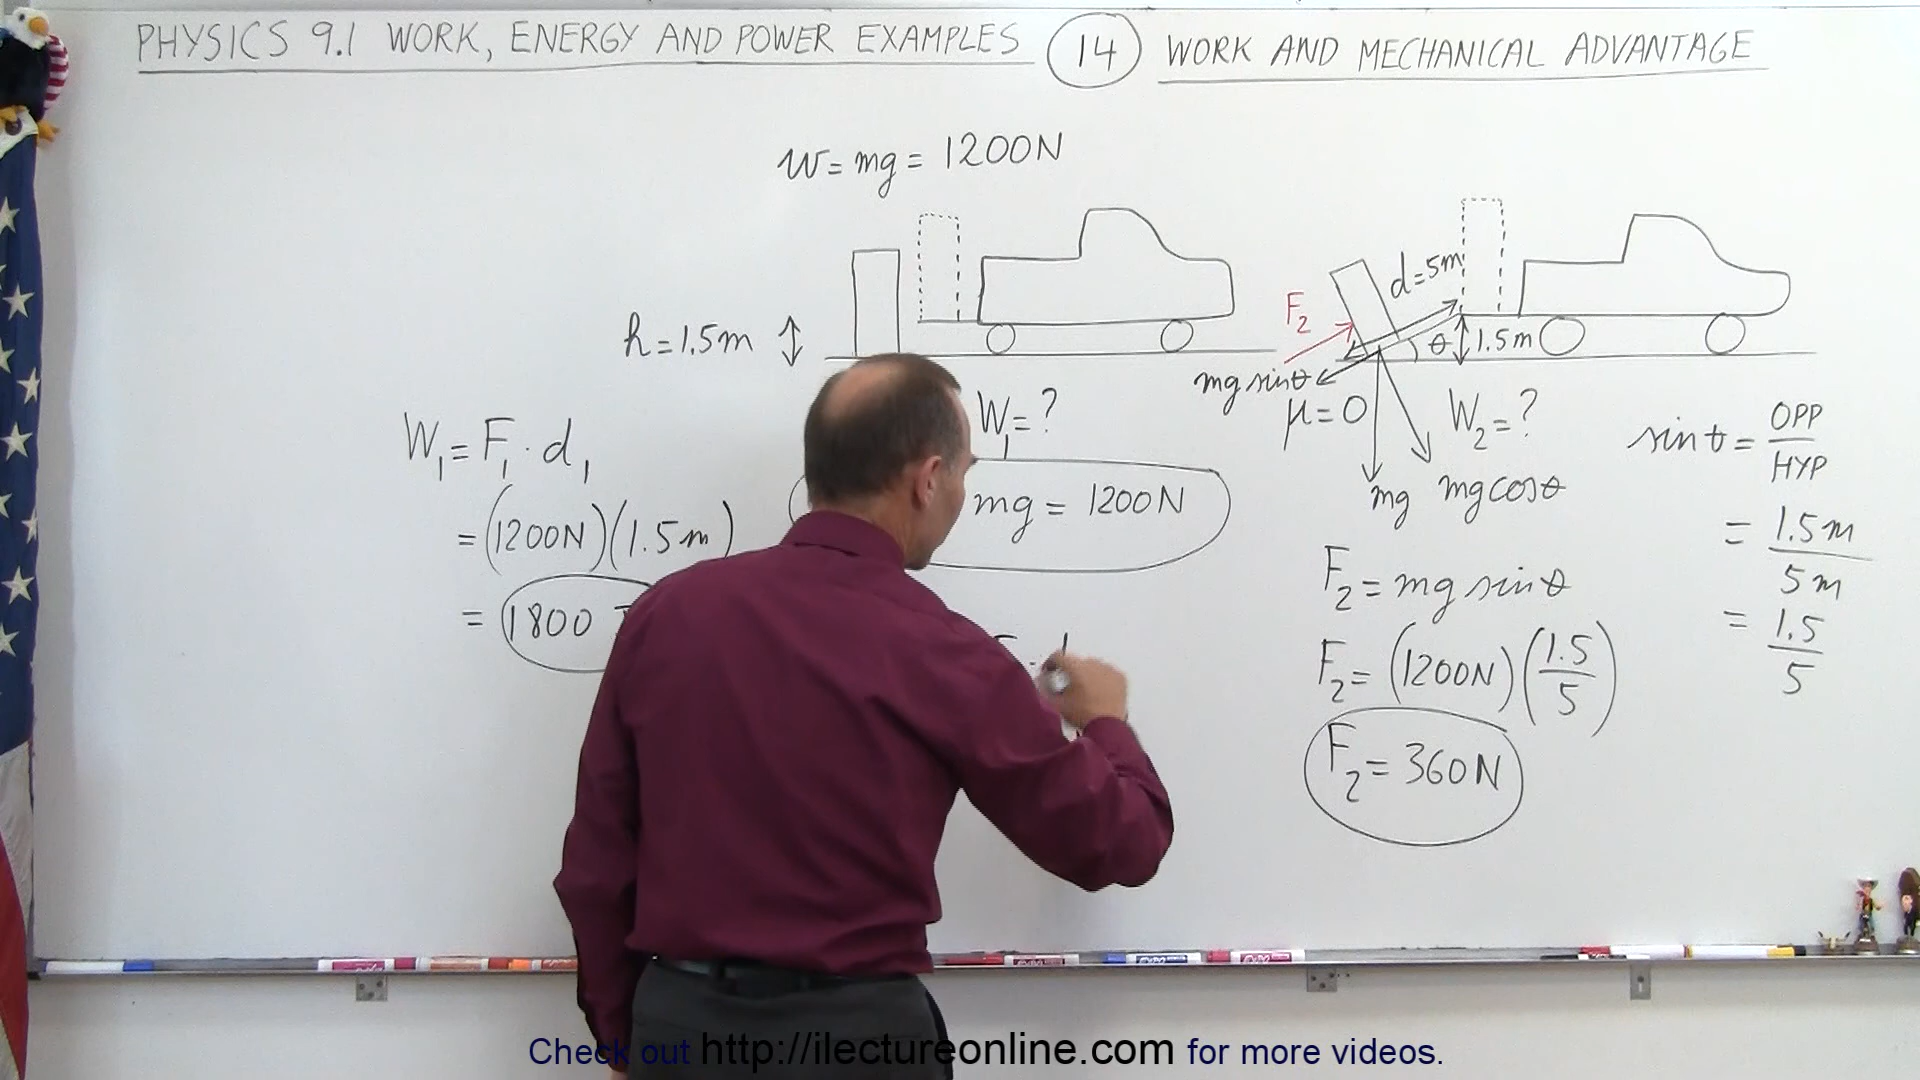 PHYSICS 9.1 WORK, ENERGY AND POWER EXAMPLES 14 WORK AND MECHANICAL ADVANTAGE
w = mg = 1200N
h = 1.5m
W₁ = ?
mg = 1200N
W₁ = F₁ · d₁
= (1200N)(1.5m)
= 1800
d = 5m
F₂
θ
1.5m
mg sinθ
μ = 0
W₂ = ?
mg
mg cosθ
F₂ = mg sinθ
F₂ = (1200N)(1.5/5)
F₂ = 360N
sin θ = OPP/HYP
= 1.5m/5m
= 1.5/5
Check out http://ilectureonline.com for more videos.